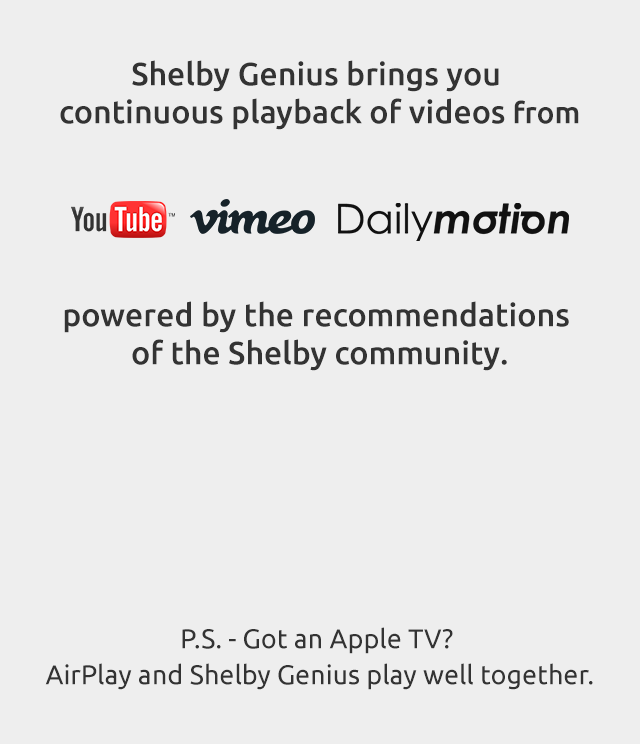 Shelby Genius brings you
continuous playback of videos from
YouTube™ vimeo Dailymotion
powered by the recommendations
of the Shelby community.
P.S. - Got an Apple TV?
AirPlay and Shelby Genius play well together.